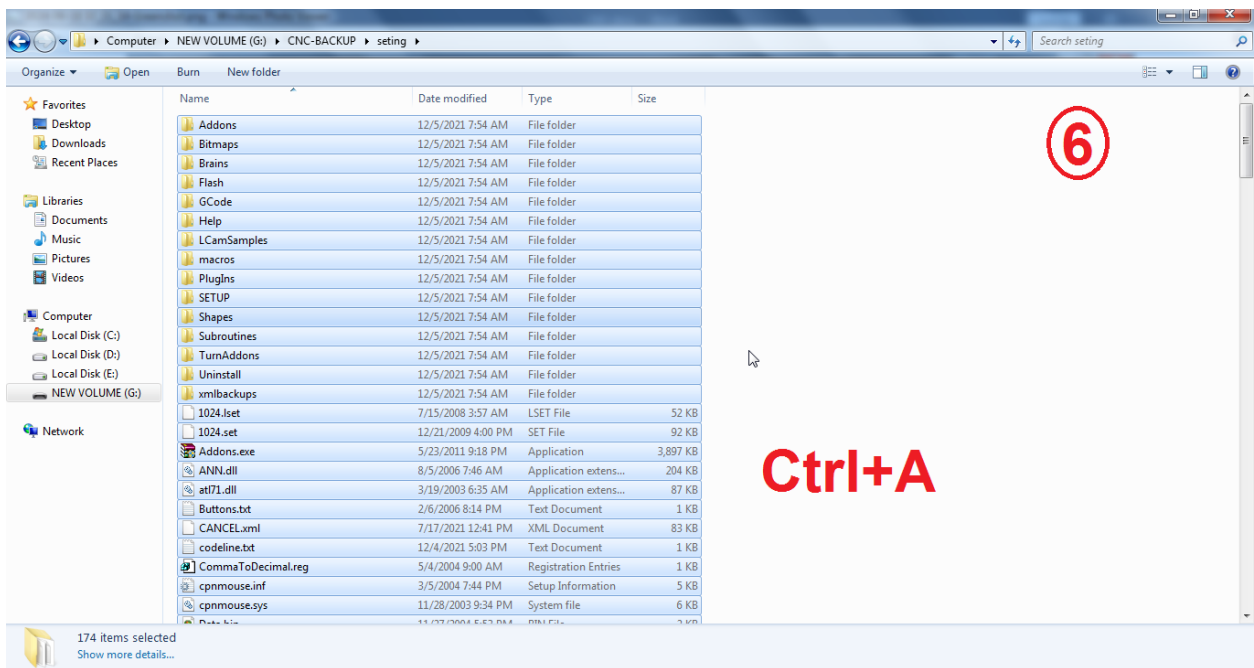 Computer NEW VOLUME (G:) CNC-BACKUP seting
Search seting
Organize Open Burn New folder
Name Date modified Type Size
Favorites
Desktop
Downloads
Recent Places
Libraries
Documents
Music
Pictures
Videos
Computer
Local Disk (C:)
Local Disk (D:)
Local Disk (E:)
NEW VOLUME (G:)
Network
Addons 12/5/2021 7:54 AM File folder
Bitmaps 12/5/2021 7:54 AM File folder
Brains 12/5/2021 7:54 AM File folder
Flash 12/5/2021 7:54 AM File folder
GCode 12/5/2021 7:54 AM File folder
Help 12/5/2021 7:54 AM File folder
LCamSamples 12/5/2021 7:54 AM File folder
macros 12/5/2021 7:54 AM File folder
PlugIns 12/5/2021 7:54 AM File folder
SETUP 12/5/2021 7:54 AM File folder
Shapes 12/5/2021 7:54 AM File folder
Subroutines 12/5/2021 7:54 AM File folder
TurnAddons 12/5/2021 7:54 AM File folder
Uninstall 12/5/2021 7:54 AM File folder
xmlbackups 12/5/2021 7:54 AM File folder
1024.lset 7/15/2008 3:57 AM LSET File 52 KB
1024.set 12/21/2009 4:00 PM SET File 92 KB
Addons.exe 5/23/2011 9:18 PM Application 3,897 KB
ANN.dll 8/5/2006 7:46 AM Application extens... 204 KB
atl71.dll 3/19/2003 6:35 AM Application extens... 87 KB
Buttons.txt 2/6/2006 8:14 PM Text Document 1 KB
CANCEL.xml 7/17/2021 12:41 PM XML Document 83 KB
codeline.txt 12/4/2021 5:03 PM Text Document 1 KB
CommaToDecimal.reg 5/4/2004 9:00 AM Registration Entries 1 KB
cpnmouse.inf 3/5/2004 7:44 PM Setup Information 5 KB
cpnmouse.sys 11/28/2003 9:34 PM System file 6 KB
6
Ctrl+A
174 items selected
Show more details...